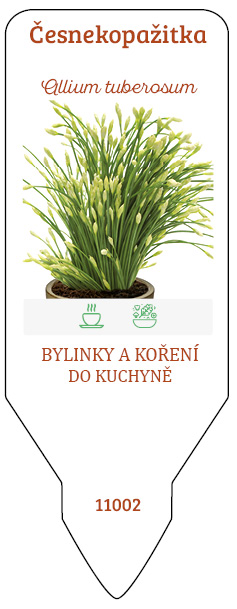 Česnekopažitka
Allium tuberosum
BYLINKY A KOŘENÍ
DO KUCHYNĚ
11002